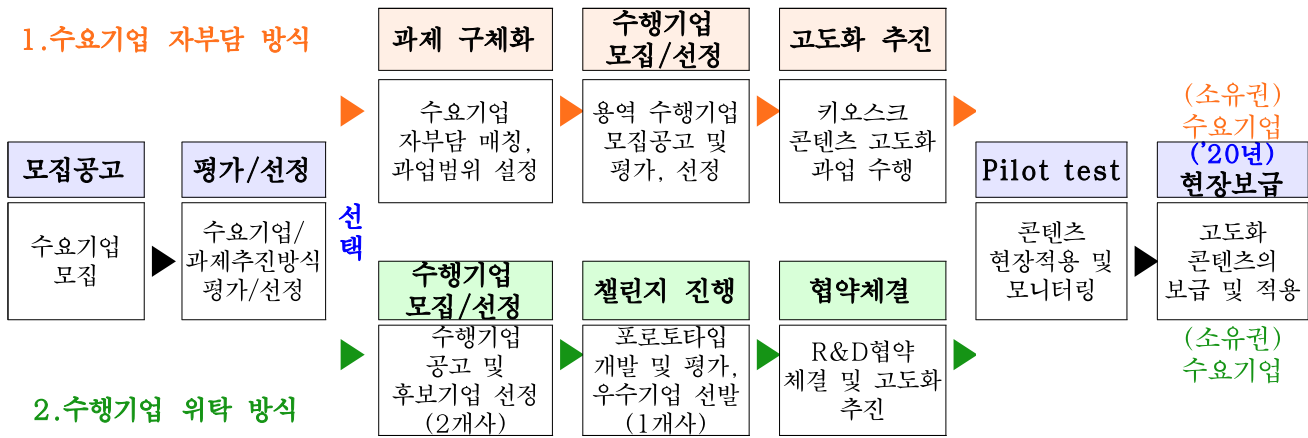 1.수요기업 자부담 방식
과제 구체화
수요기업
자부담 매칭,
과업범위 설정
수행기업
모집/선정
용역 수행기업
모집공고 및
평가, 선정
고도화 추진
키오스크
콘텐츠 고도화
과업 수행
모집공고
수요기업
모집
평가/선정
수요기업/
과제추진방식
평가/선정
선
택
수행기업
모집/선정
수행기업
공고 및
후보기업 선정
(2개사)
챌린지 진행
포로토타입
개발 및 평가,
우수기업 선발
(1개사)
협약체결
R&D협약
체결 및 고도화
추진
2.수행기업 위탁 방식
Pilot test
콘텐츠
현장적용 및
모니터링
(소유권)
수요기업
('20년)
현장보급
고도화
콘텐츠의
보급 및 적용
(소유권)
수요기업